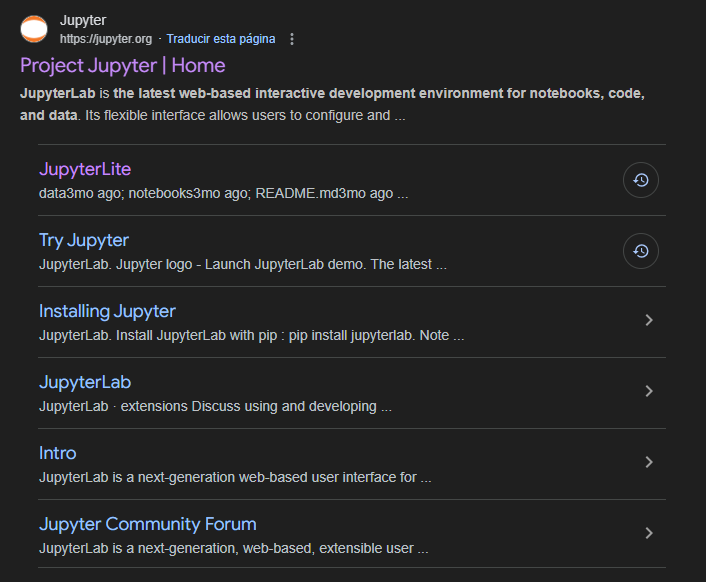 Jupyter
https://jupyter.org · Traducir esta página
Project Jupyter | Home
JupyterLab is the latest web-based interactive development environment for notebooks, code,
and data. Its flexible interface allows users to configure and ...
JupyterLite
data3mo ago; notebooks3mo ago; README.md3mo ago ...
Try Jupyter
JupyterLab. Jupyter logo - Launch JupyterLab demo. The latest ...
Installing Jupyter
JupyterLab. Install JupyterLab with pip : pip install jupyterlab. Note ...
JupyterLab
JupyterLab · extensions Discuss using and developing ...
Intro
JupyterLab is a next-generation web-based user interface for ...
Jupyter Community Forum
JupyterLab is a next-generation, web-based, extensible user ...